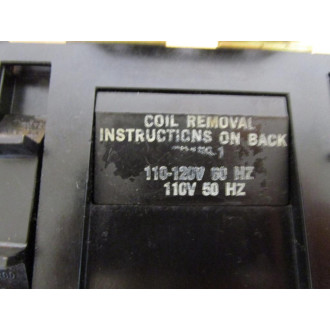 COIL REMOVAL
INSTRUCTIONS ON BACK
110-120V 60 HZ
110V 50 HZ